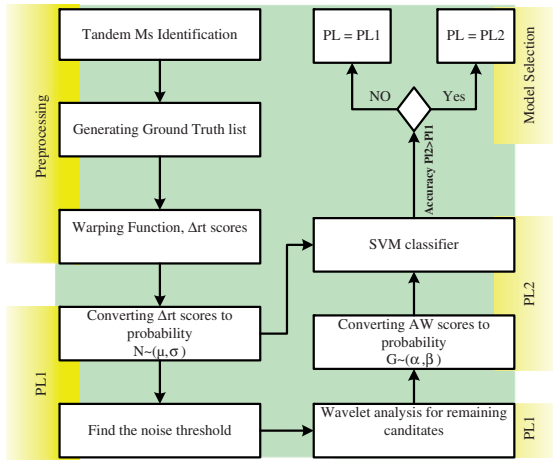 Tandem Ms Identification
Generating Ground Truth list
Warping Function, Δrt scores
Converting Δrt scores to
probability
N~(μ,σ)
Find the noise threshold
Wavelet analysis for remaining
canditates
Converting AW scores to
probability
G~(α,β)
SVM classifier
Accuracy Pl2>Pl1
NO
Yes
PL = PL1
PL = PL2
Preprocessing
PL1
Model Selection
PL2
PL1